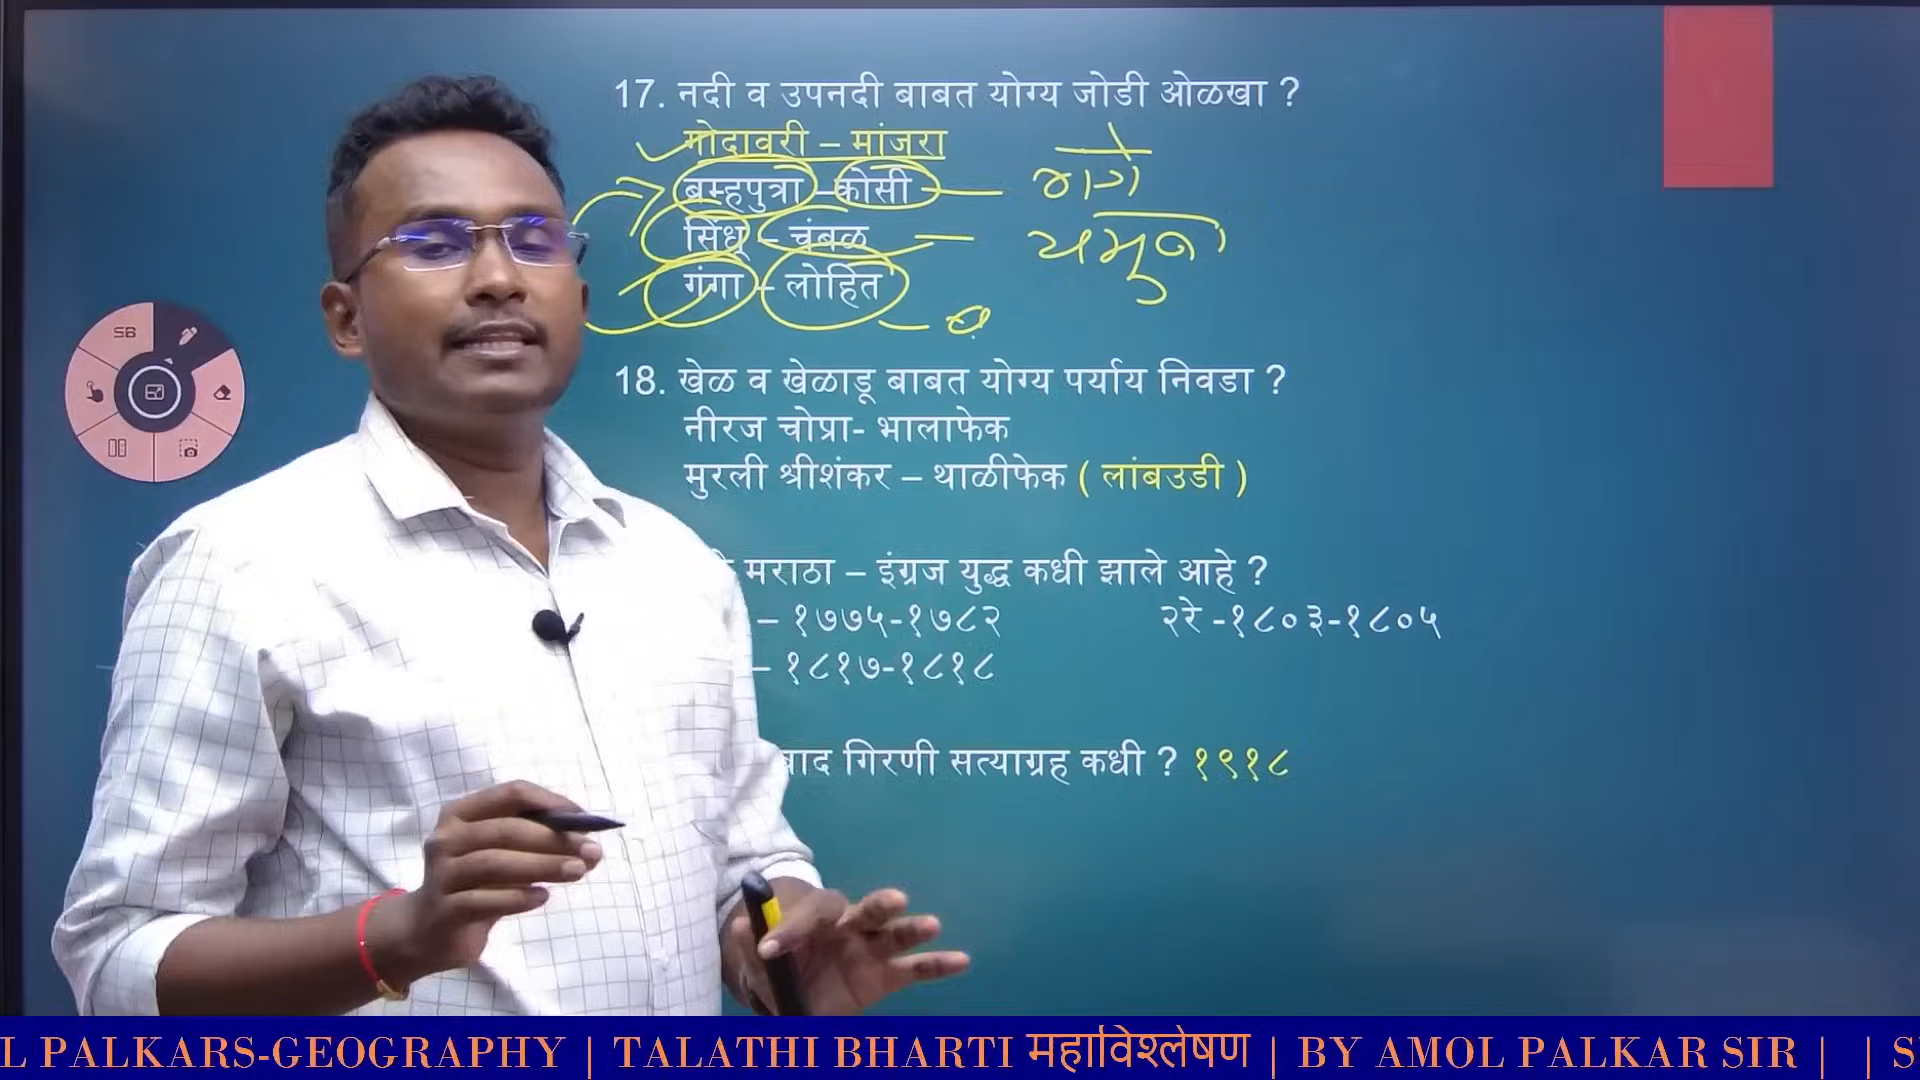 17. नदी व उपनदी बाबत योग्य जोडी ओळखा ?
गोदावरी – मांजरा
बम्हपुत्रा – कोसी
सिंधू – चंबळ
यमुना
गंगा – लोहित
SB
18. खेळ व खेळाडू बाबत योग्य पर्याय निवडा ?
नीरज चोप्रा- भालाफेक
मुरली श्रीशंकर – थाळीफेक ( लांबउडी )
मराठा – इंग्रज युद्ध कधी झाले आहे ?
– १७७५-१७८२ २रे -१८०३-१८०५
– १८१७-१८१८
बाद गिरणी सत्याग्रह कधी ? १९१८
L PALKARS-GEOGRAPHY | TALATHI BHARTI महाविश्लेषण | BY AMOL PALKAR SIR | | S